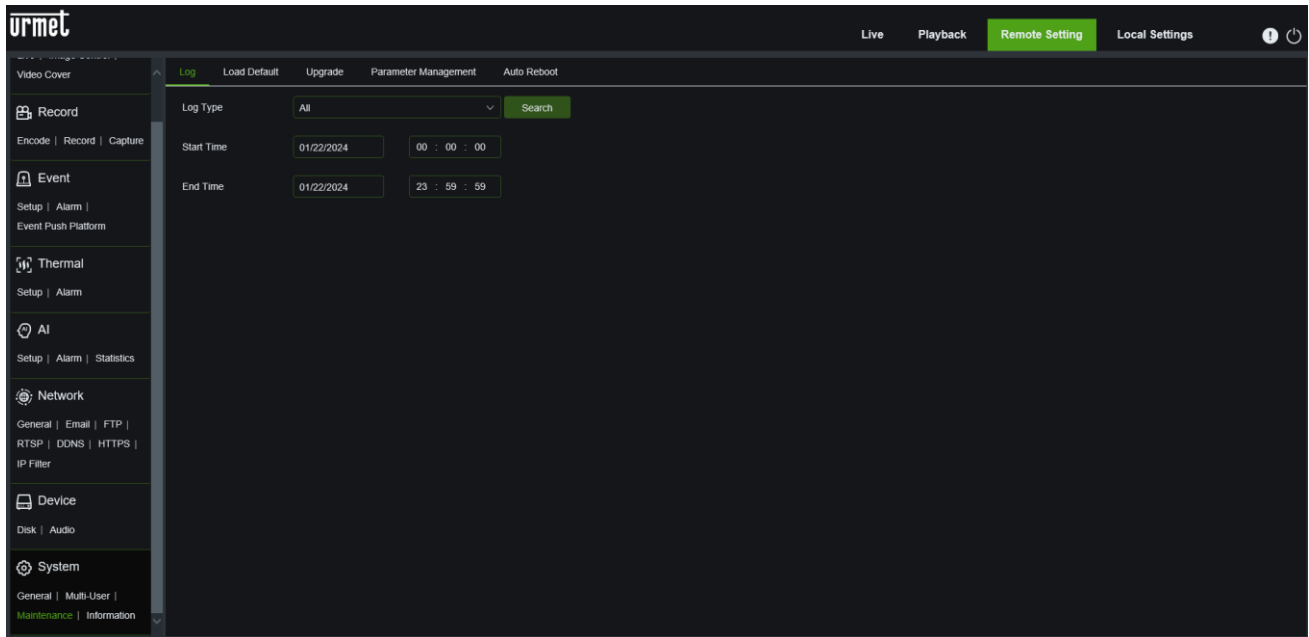 urmet
Live Playback Remote Setting Local Settings
Live | Image Control |
Video Cover
Record
Encode | Record | Capture
Event
Setup | Alarm |
Event Push Platform
Thermal
Setup | Alarm
AI
Setup | Alarm | Statistics
Network
General | Email | FTP |
RTSP | DDNS | HTTPS |
IP Filter
Device
Disk | Audio
System
General | Multi-User |
Maintenance | Information
Log Load Default Upgrade Parameter Management Auto Reboot
Log Type All Search
Start Time 01/22/2024 00 : 00 : 00
End Time 01/22/2024 23 : 59 : 59